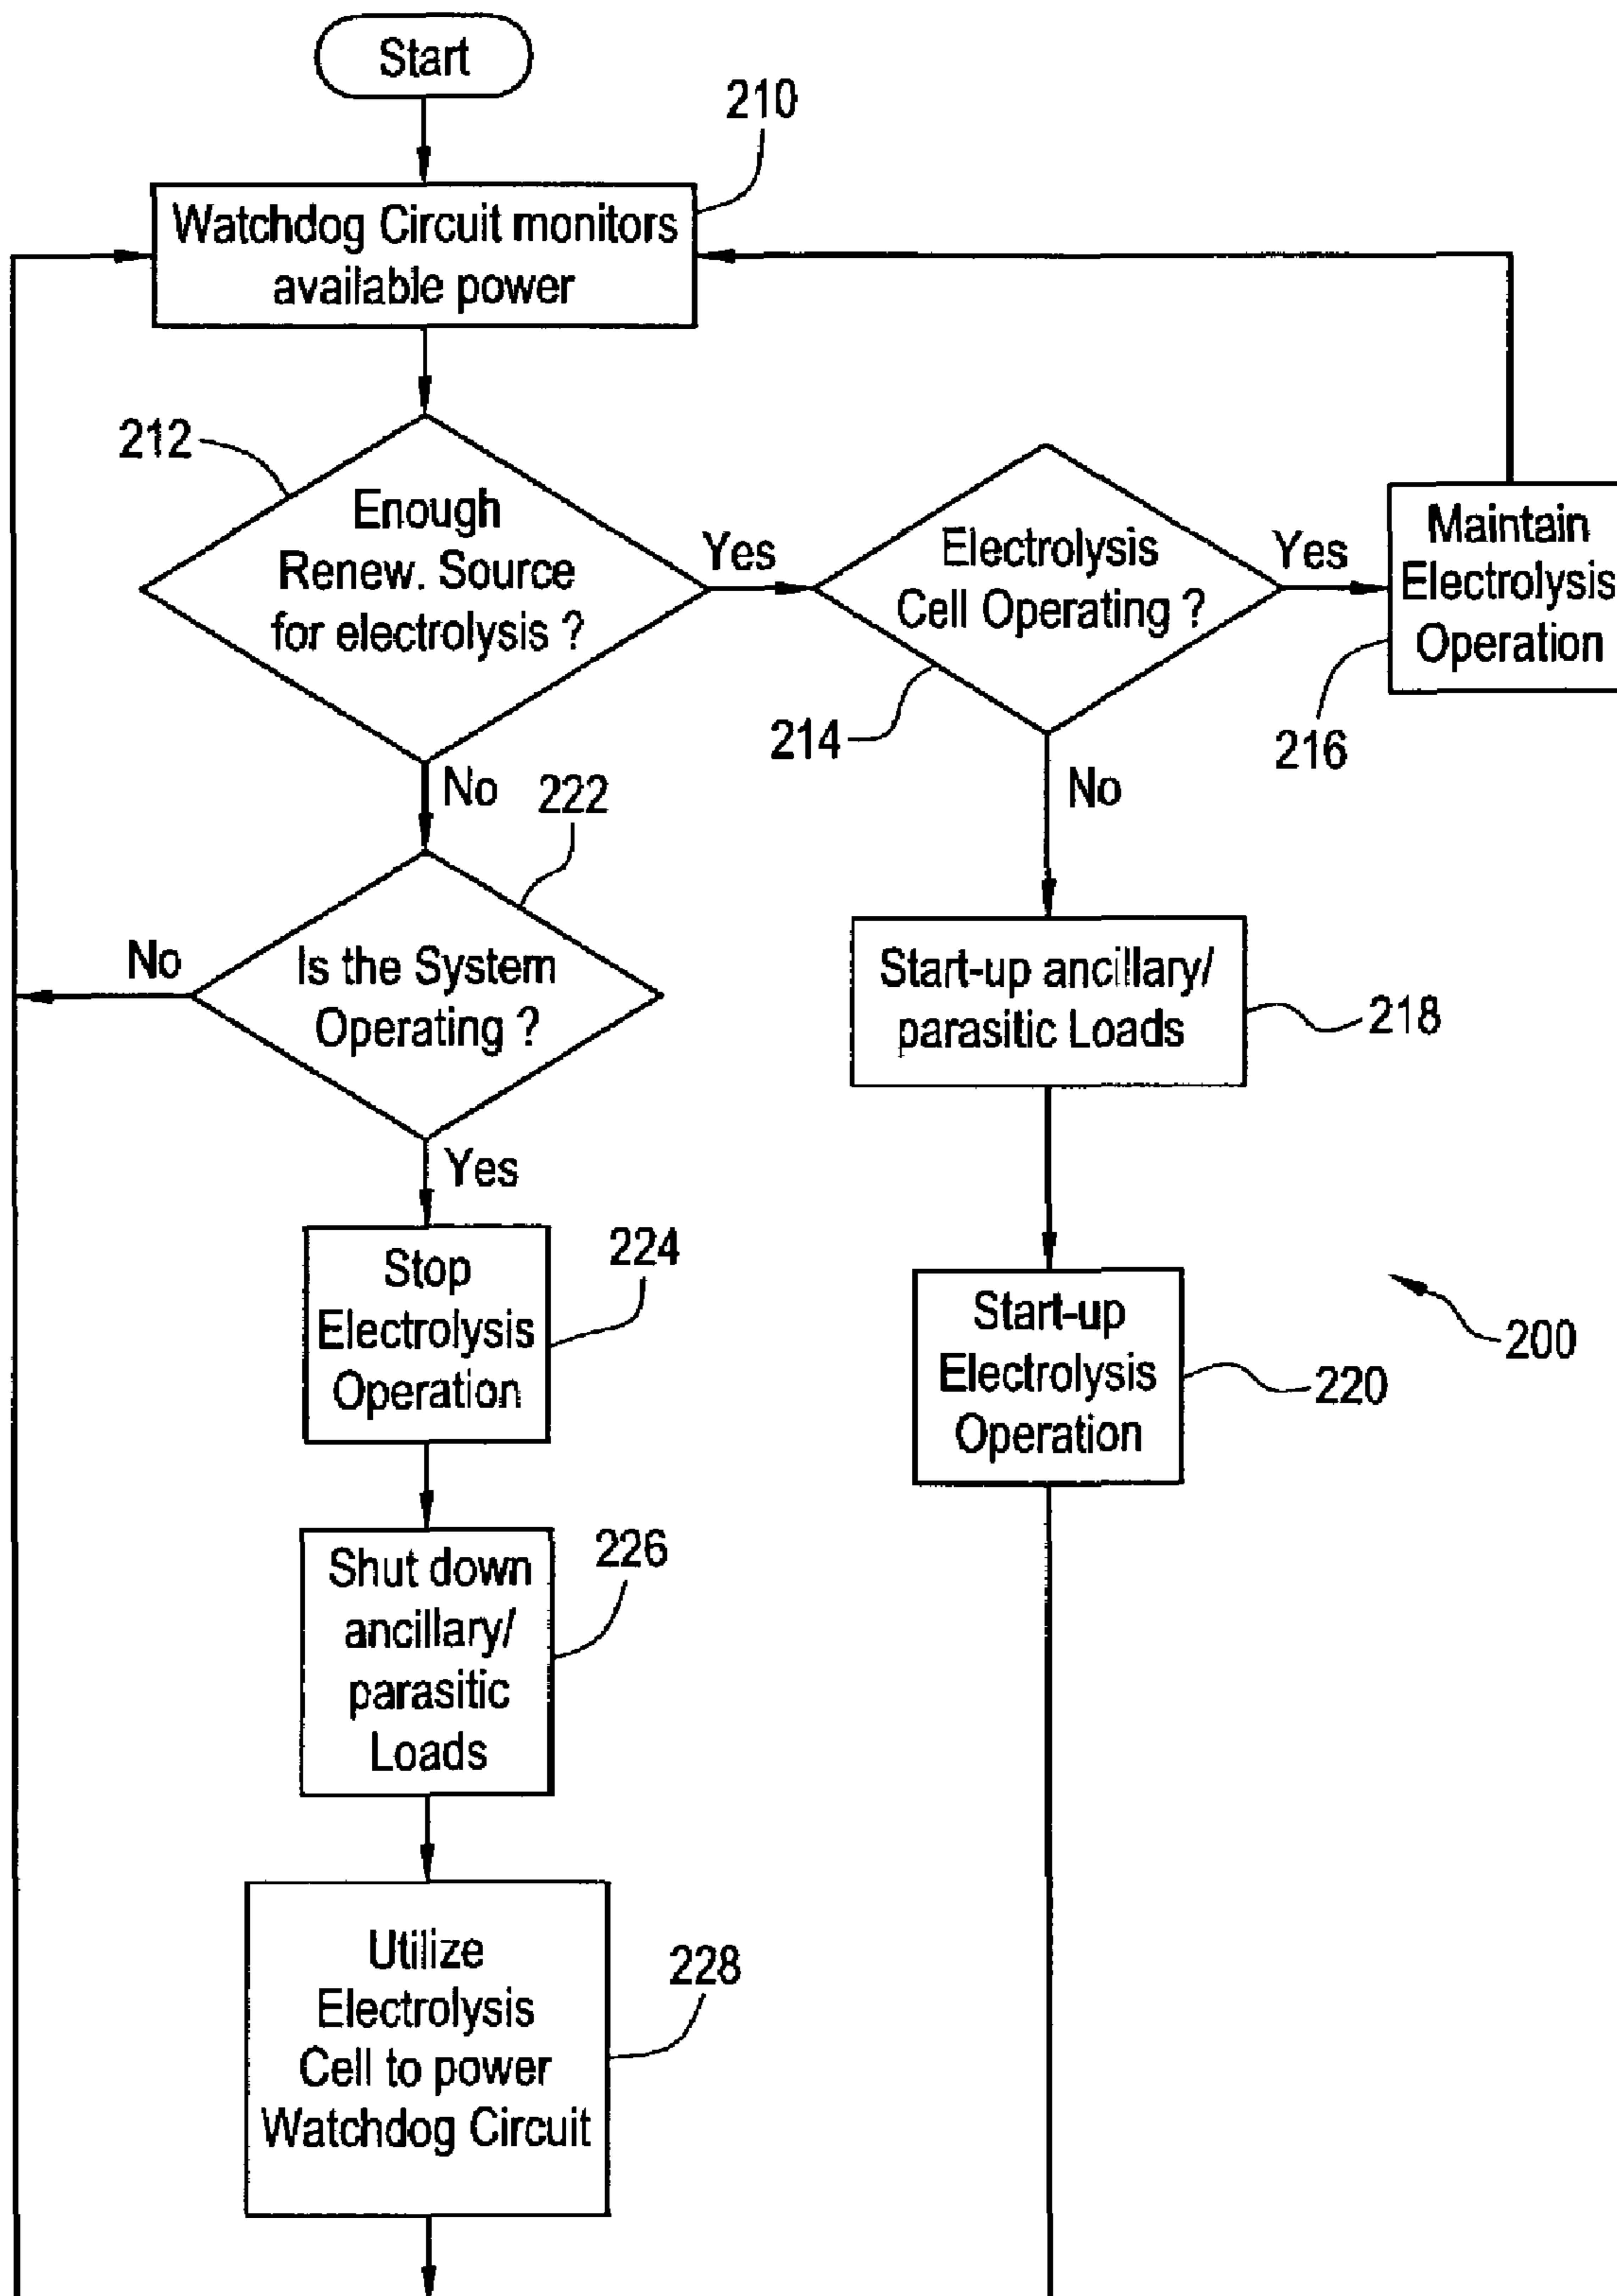 Start
210
Watchdog Circuit monitors
available power
212
Enough
Renew. Source
for electrolysis ?
Yes
Electrolysis
Cell Operating ?
Yes
Maintain
Electrolysis
Operation
214
216
No
222
No
Is the System
Operating ?
No
Start-up ancillary/
parasitic Loads
218
Yes
Stop
Electrolysis
Operation
224
Start-up
Electrolysis
Operation
220
200
Shut down
ancillary/
parasitic
Loads
226
Utilize
Electrolysis
Cell to power
Watchdog Circuit
228